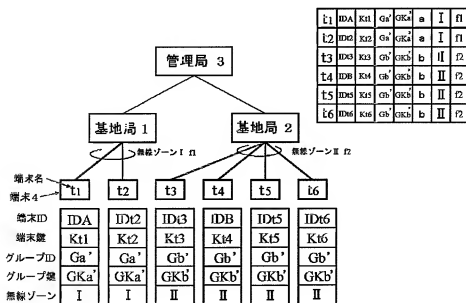 t1 IDA Kt1 Ga' GKa' a I f1
t2 IDt2 Kt2 Ga' GKa' a I f1
t3 IDt3 Kt3 Gb' GKb' b II f2
t4 IDB Kt4 Gb' GKb' b II f2
t5 IDt5 Kt5 Gb' GKb' b II f2
t6 IDt6 Kt6 Gb' GKb' b II f2
管理局 3
基地局 1
基地局 2
無線ゾーンI f1
無線ゾーンII f2
端末名
端末4
t1 t2 t3 t4 t5 t6
端末ID IDA IDt2 IDt3 IDB IDt5 IDt6
端末鍵 Kt1 Kt2 Kt3 Kt4 Kt5 Kt6
グループID Ga' Ga' Gb' Gb' Gb' Gb'
グループ鍵 GKa' GKa' GKb' GKb' GKb' GKb'
無線ゾーン I I II II II II